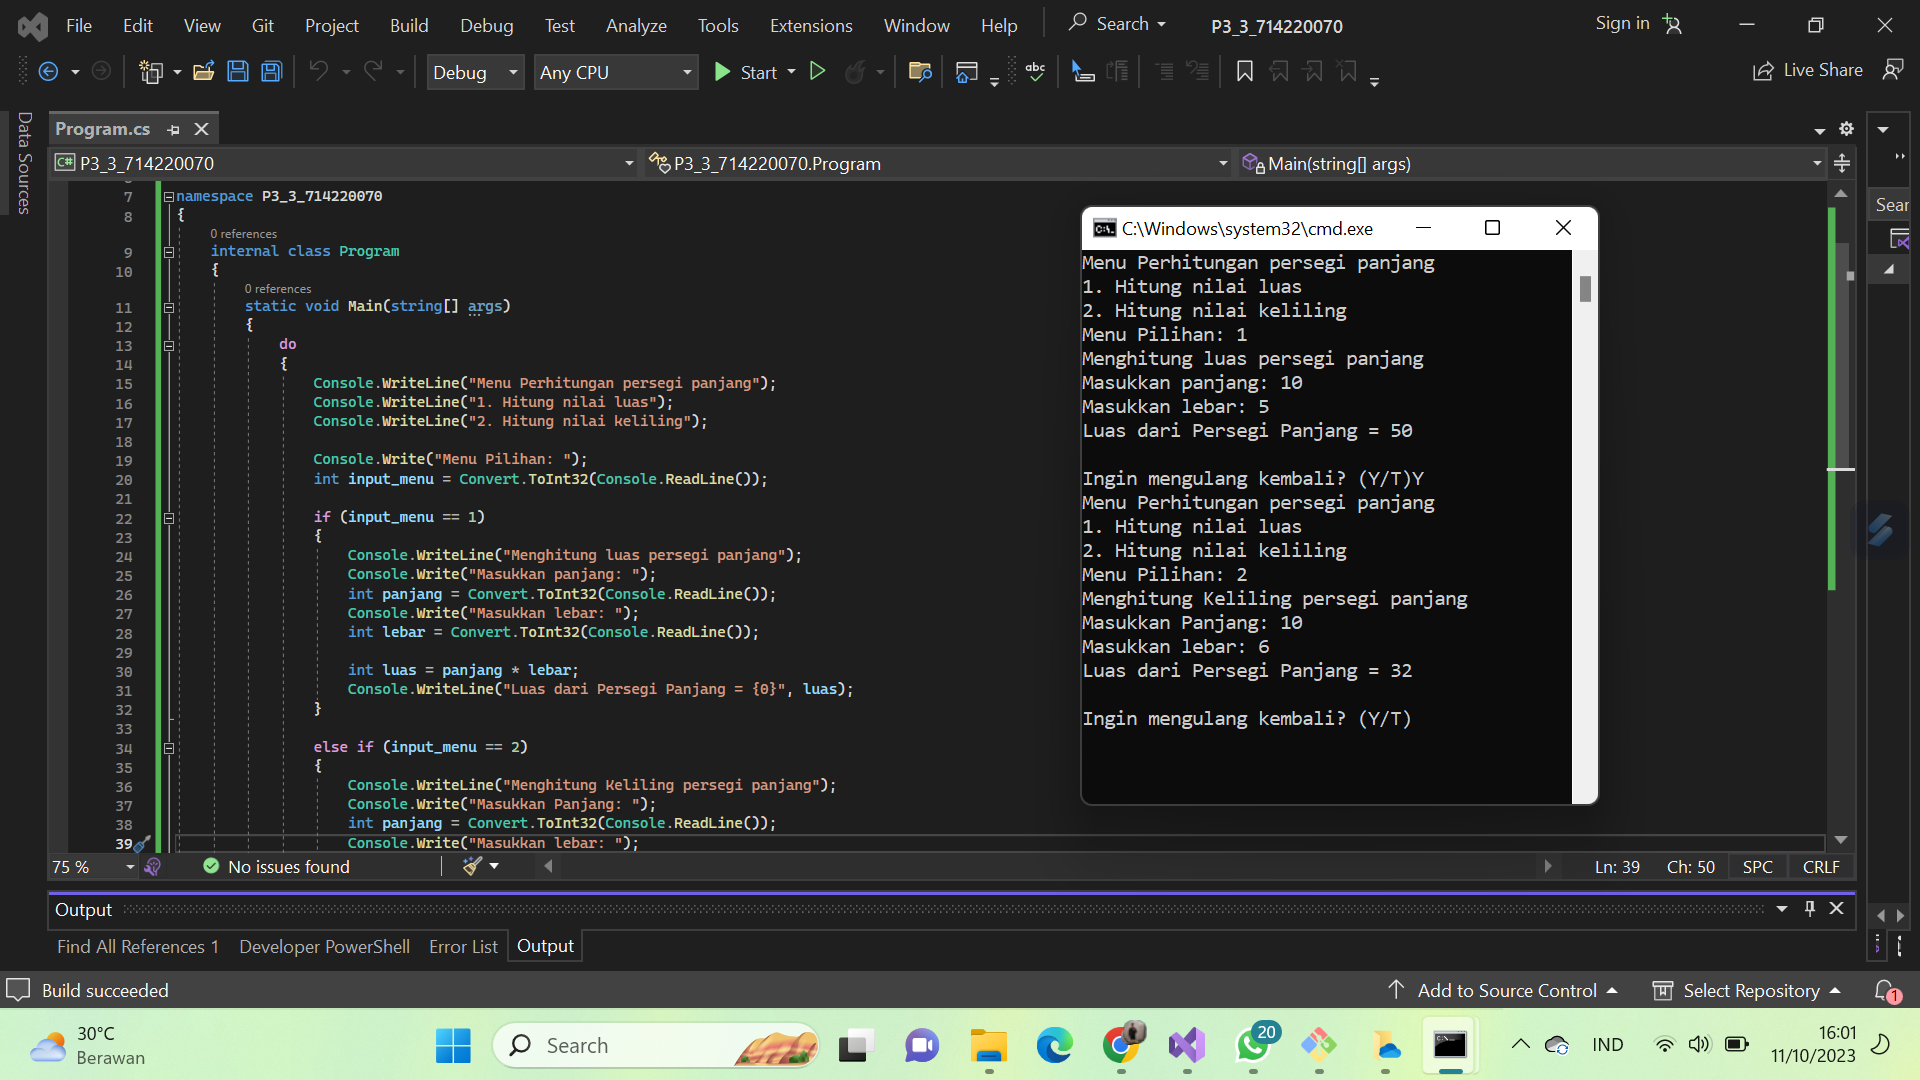 File Edit View Git Project Build Debug Test Analyze Tools Extensions Window Help Search P3_3_714220070 Sign in
Debug Any CPU Start abc Live Share
Data Sources
Program.cs
C# P3_3_714220070 P3_3_714220070.Program Main(string[] args)
Sear
7 namespace P3_3_714220070
8 {
0 references
9 internal class Program
10 {
0 references
11 static void Main(string[] args)
12 {
13 do
14 {
15 Console.WriteLine("Menu Perhitungan persegi panjang");
16 Console.WriteLine("1. Hitung nilai luas");
17 Console.WriteLine("2. Hitung nilai keliling");
18
19 Console.Write("Menu Pilihan: ");
20 int input_menu = Convert.ToInt32(Console.ReadLine());
21
22 if (input_menu == 1)
23 {
24 Console.WriteLine("Menghitung luas persegi panjang");
25 Console.Write("Masukkan panjang: ");
26 int panjang = Convert.ToInt32(Console.ReadLine());
27 Console.Write("Masukkan lebar: ");
28 int lebar = Convert.ToInt32(Console.ReadLine());
29
30 int luas = panjang * lebar;
31 Console.WriteLine("Luas dari Persegi Panjang = {0}", luas);
32 }
33
34 else if (input_menu == 2)
35 {
36 Console.WriteLine("Menghitung Keliling persegi panjang");
37 Console.Write("Masukkan Panjang: ");
38 int panjang = Convert.ToInt32(Console.ReadLine());
39 Console.Write("Masukkan lebar: ");
C:\Windows\system32\cmd.exe
Menu Perhitungan persegi panjang
1. Hitung nilai luas
2. Hitung nilai keliling
Menu Pilihan: 1
Menghitung luas persegi panjang
Masukkan panjang: 10
Masukkan lebar: 5
Luas dari Persegi Panjang = 50
Ingin mengulang kembali? (Y/T)Y
Menu Perhitungan persegi panjang
1. Hitung nilai luas
2. Hitung nilai keliling
Menu Pilihan: 2
Menghitung Keliling persegi panjang
Masukkan Panjang: 10
Masukkan lebar: 6
Luas dari Persegi Panjang = 32
Ingin mengulang kembali? (Y/T)
75 % No issues found Ln: 39 Ch: 50 SPC CRLF
Output
Find All References 1 Developer PowerShell Error List Output
Build succeeded Add to Source Control Select Repository 1
30°C
Berawan
Search
20
IND
16:01
11/10/2023